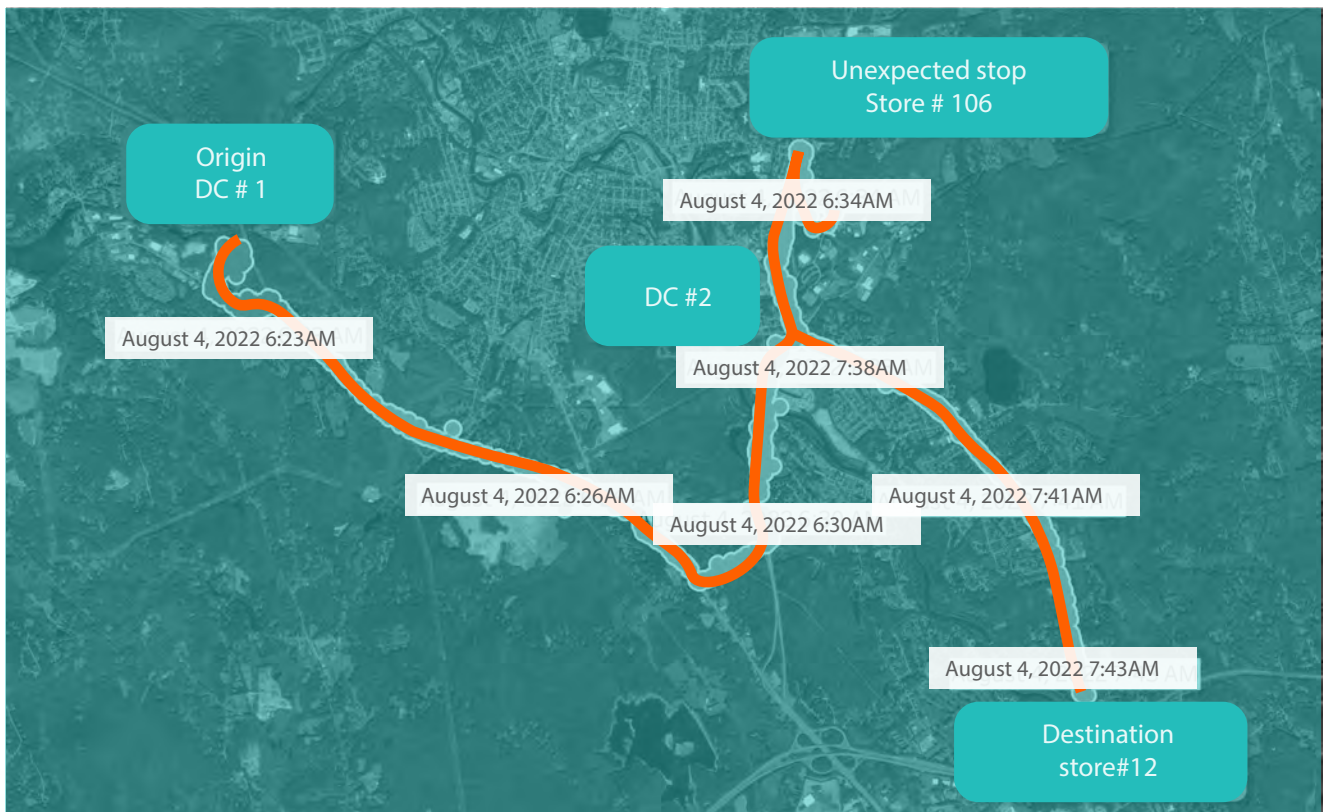 Unexpected stop
Store # 106
Origin
DC # 1
August 4, 2022 6:34AM
DC #2
August 4, 2022 6:23AM
August 4, 2022 7:38AM
August 4, 2022 6:26AM
August 4, 2022 7:41AM
August 4, 2022 6:30AM
August 4, 2022 7:43AM
Destination
store#12